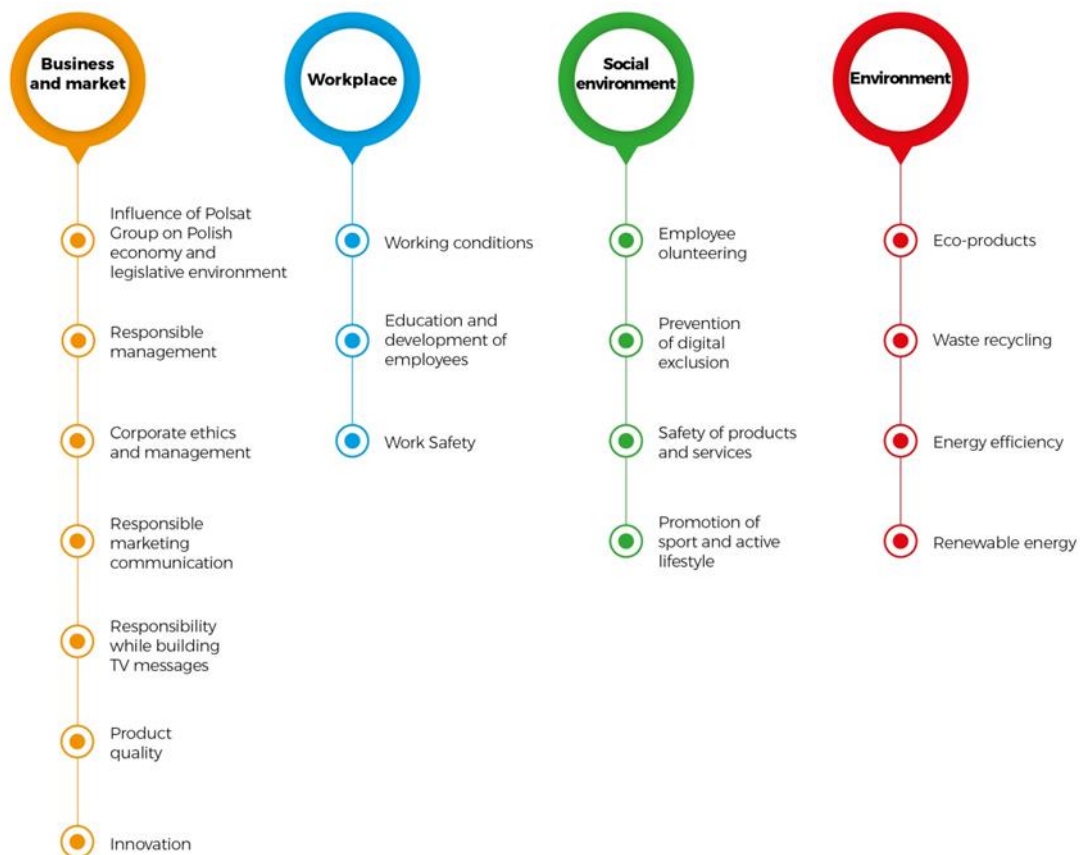 Business
and market
Influence of Polsat
Group on Polish
economy and
legislative environment
Responsible
management
Corporate ethics
and management
Responsible
marketing
communication
Responsibility
while building
TV messages
Product
quality
Innovation
Workplace
Working conditions
Education and
development of
employees
Work Safety
Social
environment
Employee
olunteering
Prevention
of digital
exclusion
Safety of products
and services
Promotion of
sport and active
lifestyle
Environment
Eco-products
Waste recycling
Energy efficiency
Renewable energy